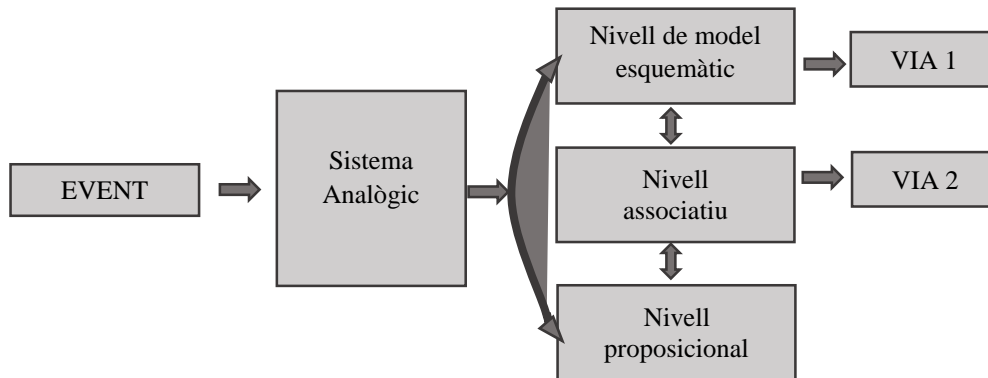 EVENT
Sistema
Analògic
Nivell de model
esquemàtic
VIA 1
Nivell
associatiu
VIA 2
Nivell
proposicional